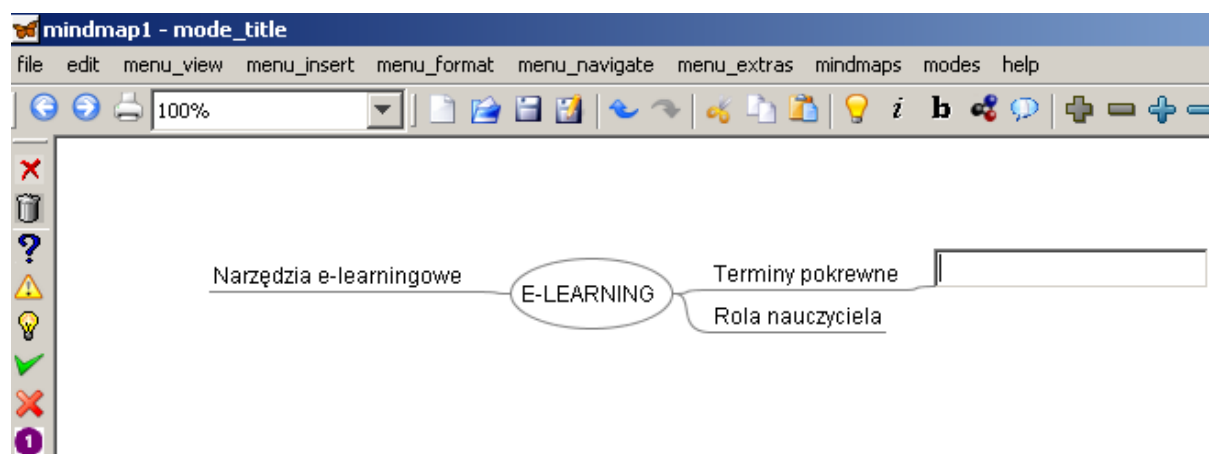 mindmap1 - mode_title
file edit menu_view menu_insert menu_format menu_navigate menu_extras mindmaps modes help
100% i b
Narzędzia e-learningowe
E-LEARNING
Terminy pokrewne
Rola nauczyciela
?
1